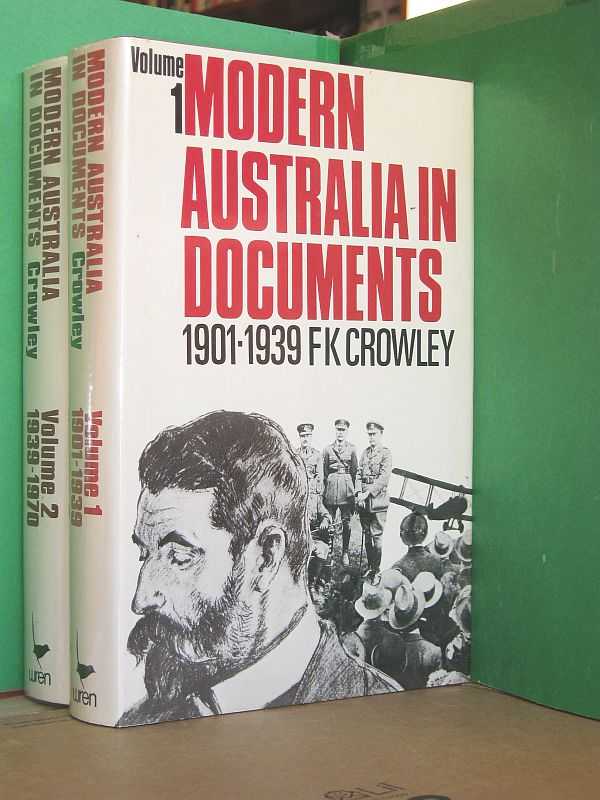 Volume
1
MODERN
AUSTRALIA IN
DOCUMENTS
1901-1939 F K CROWLEY
MODERN AUSTRALIA
IN DOCUMENTS Crowley
Volume 1
1901-1939
wren
MODERN AUSTRALIA
IN DOCUMENTS Crowley
Volume 2
1939-1970
wren